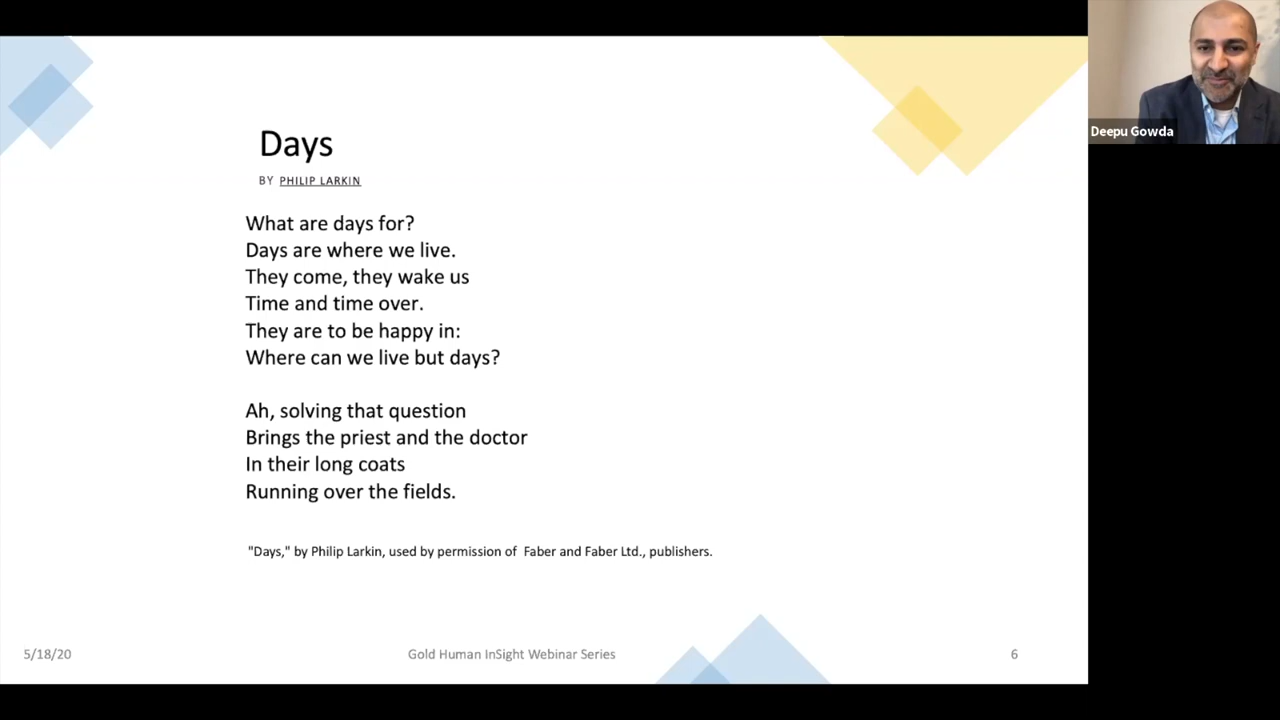 Days
BY PHILIP LARKIN
What are days for?
Days are where we live.
They come, they wake us
Time and time over.
They are to be happy in:
Where can we live but days?
Ah, solving that question
Brings the priest and the doctor
In their long coats
Running over the fields.
"Days," by Philip Larkin, used by permission of Faber and Faber Ltd., publishers.
5/18/20
Gold Human InSight Webinar Series
6
Deepu Gowda